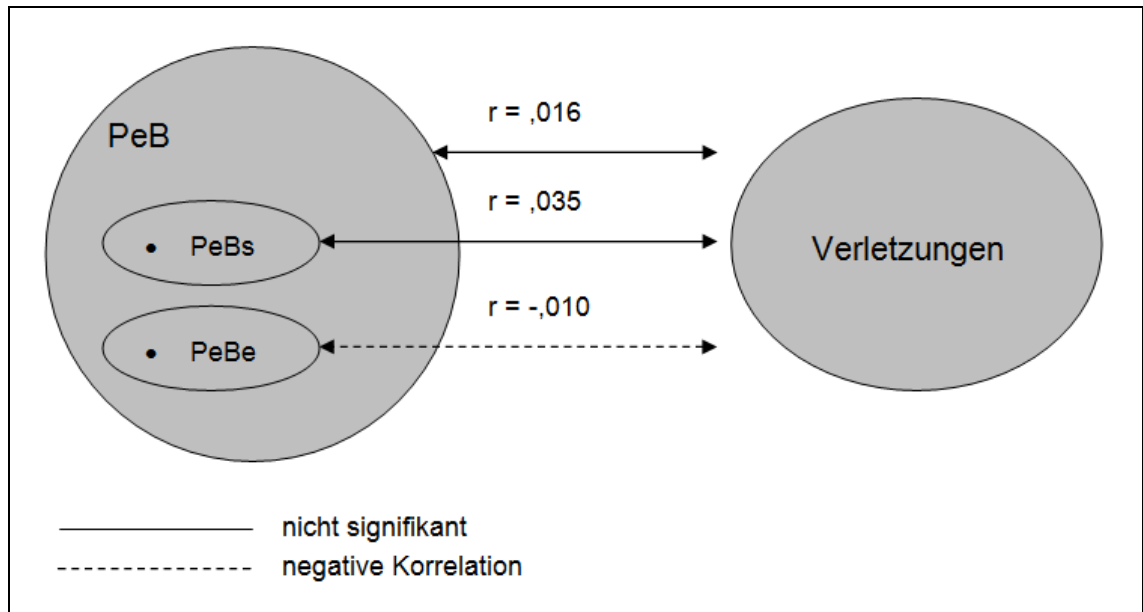 r = ,016
PeB
r = ,035
• PeBs
Verletzungen
r = -,010
• PeBe
nicht signifikant
negative Korrelation